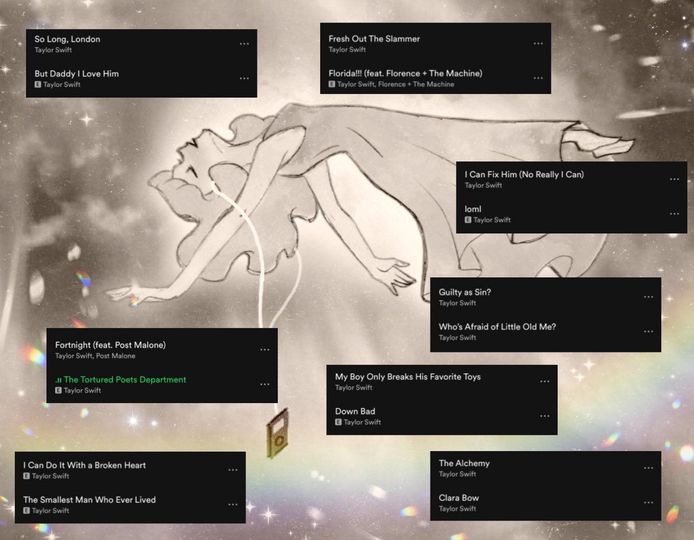 So Long, London
Taylor Swift
But Daddy I Love Him
E Taylor Swift
Fresh Out The Slammer
Taylor Swift
Florida!!! (feat. Florence + The Machine)
E Taylor Swift, Florence + The Machine
I Can Fix Him (No Really I Can)
Taylor Swift
loml
E Taylor Swift
Guilty as Sin?
Taylor Swift
Who's Afraid of Little Old Me?
Taylor Swift
Fortnight (feat. Post Malone)
Taylor Swift, Post Malone
The Tortured Poets Department
E Taylor Swift
My Boy Only Breaks His Favorite Toys
Taylor Swift
Down Bad
E Taylor Swift
I Can Do It With a Broken Heart
E Taylor Swift
The Smallest Man Who Ever Lived
E Taylor Swift
The Alchemy
Taylor Swift
Clara Bow
Taylor Swift